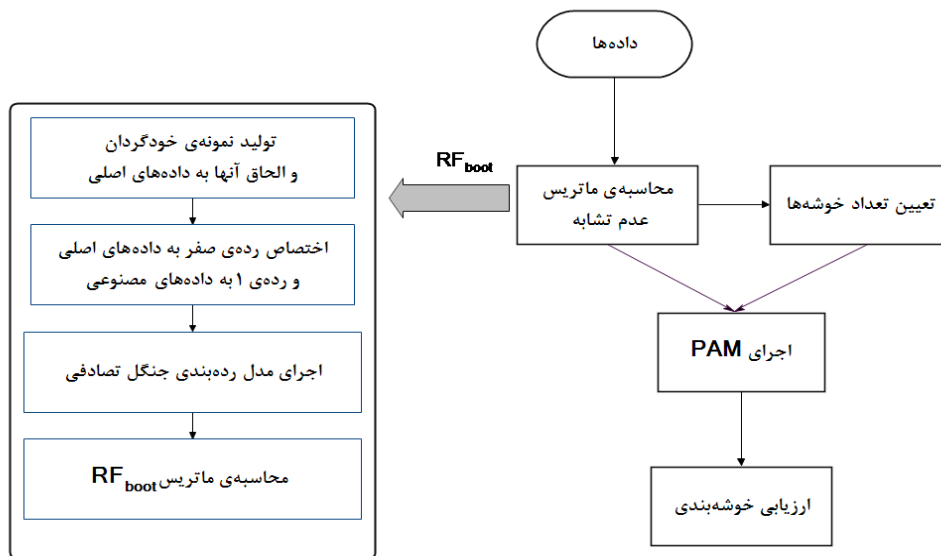 داده‌ها
محاسبه‌ی ماتریس
عدم تشابه
تعیین تعداد خوشه‌ها
RFboot
تولید نمونه‌ی خودگردان
و الحاق آنها به داده‌های اصلی
اختصاص رده‌ی صفر به داده‌های اصلی
و رده‌ی ۱ به داده‌های مصنوعی
اجرای مدل رده‌بندی جنگل تصادفی
محاسبه‌ی ماتریس RFboot
اجرای PAM
ارزیابی خوشه‌بندی